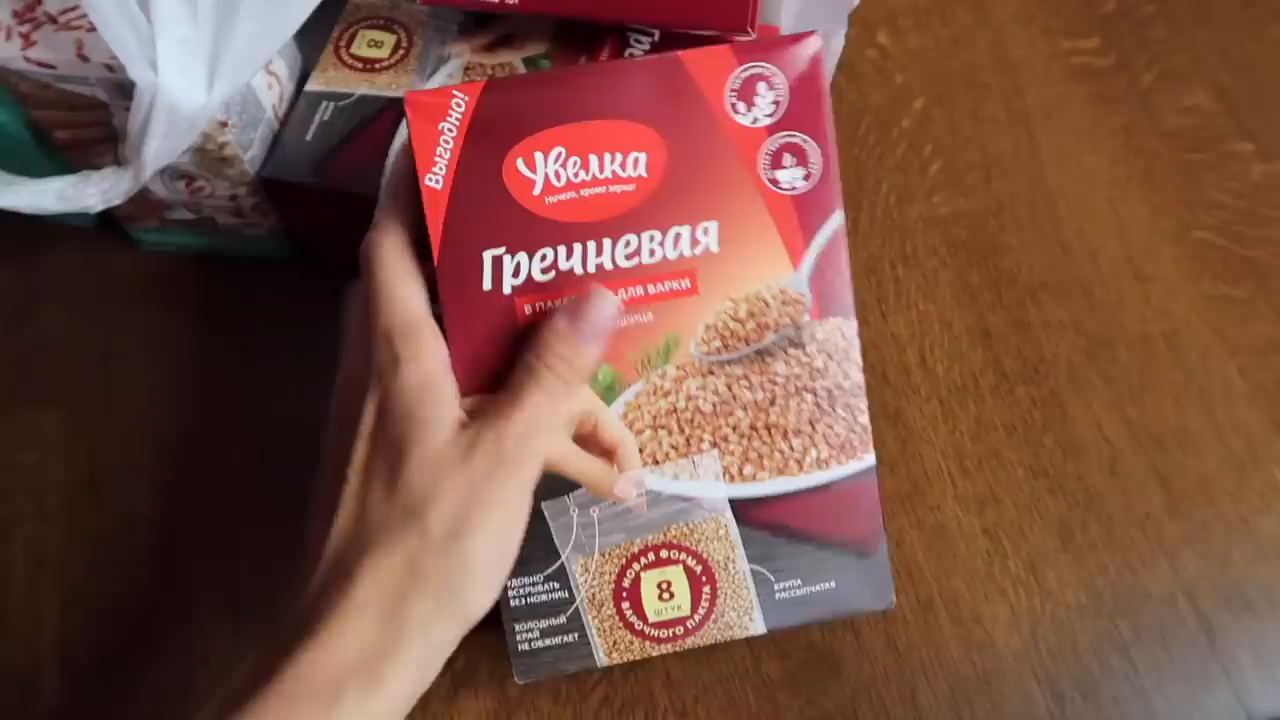 Выгодно!
Увелка
Ничего, кроме зерна!
Гречневая
ДЛЯ ВАРКИ
УДОБНО
ВСКРЫВАТЬ
БЕЗ НОЖНИЦ
ХОЛОДНЫЙ
КРАЙ
НЕ ОБЖИГАЕТ
НОВАЯ ФОРМА
8
ШТУК
ВАРОЧНОГО ПАКЕТА
КРУПА
РАССЫПЧАТАЯ
8